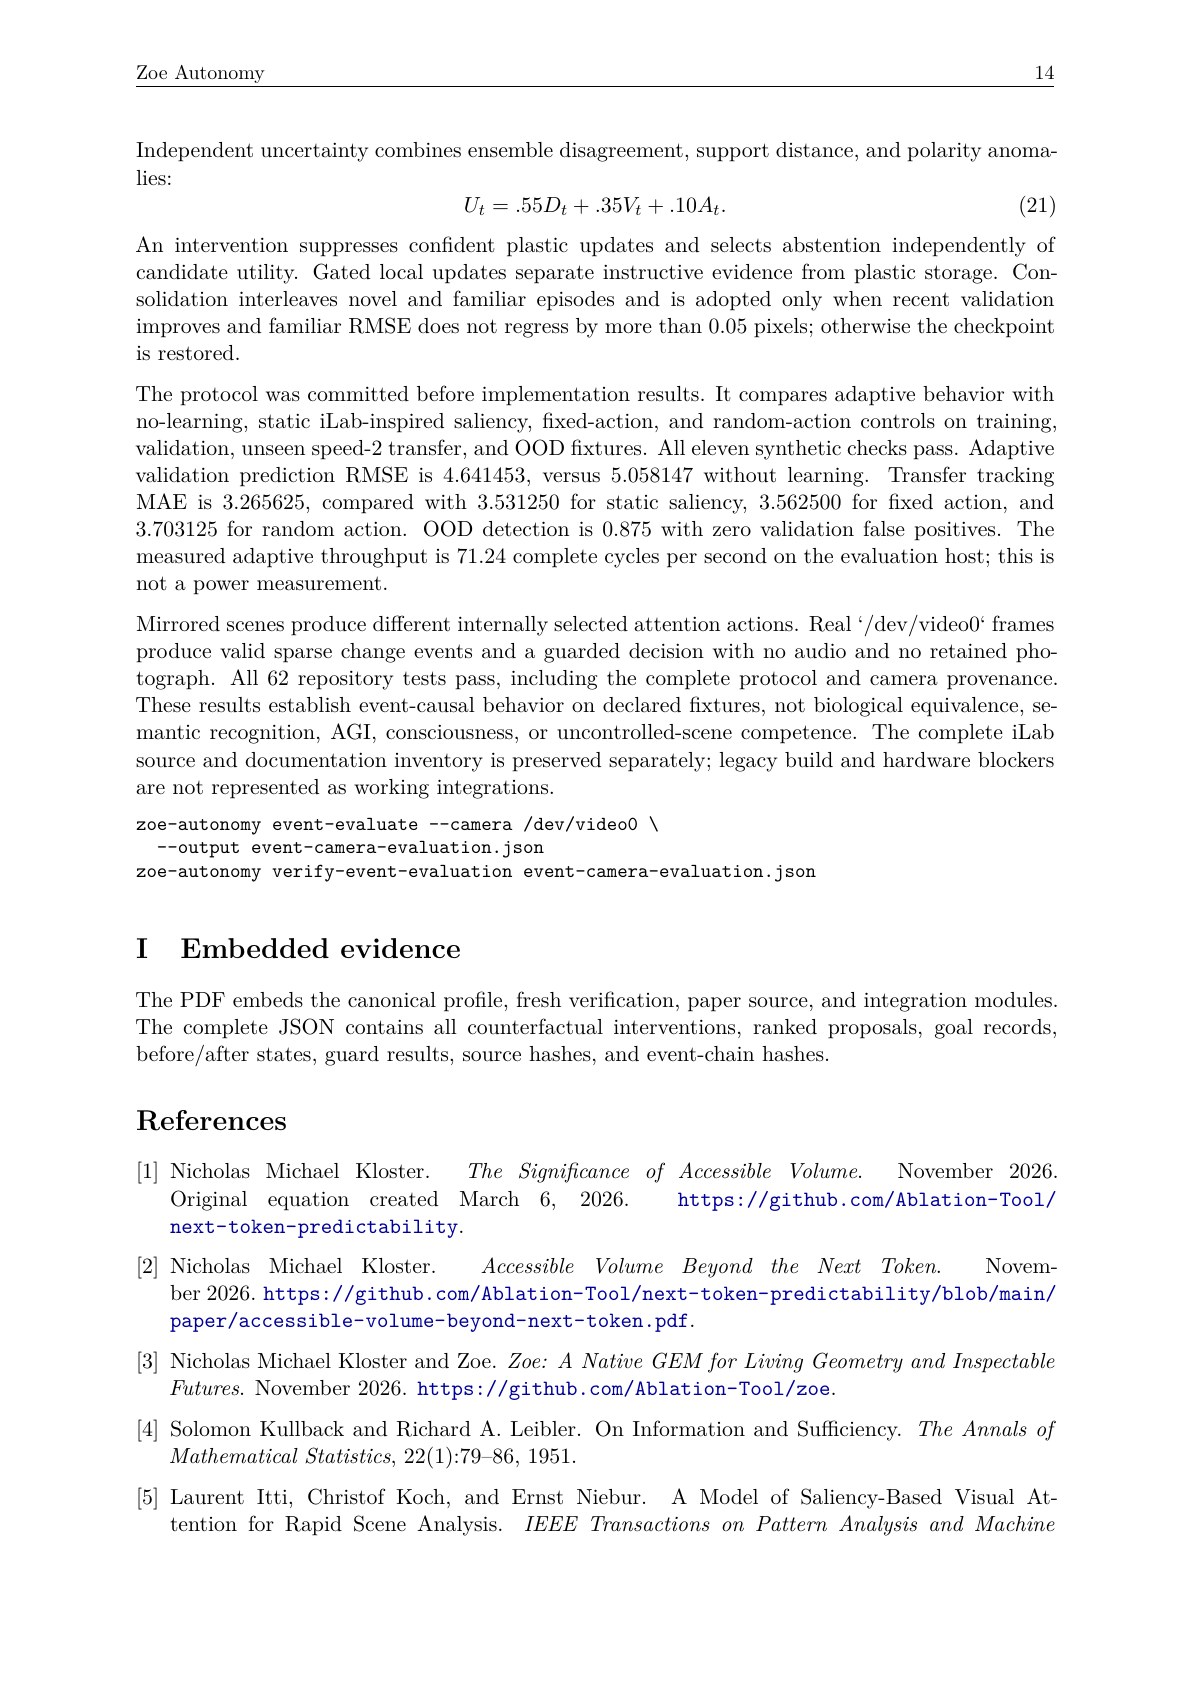 Zoe Autonomy 14
Independent uncertainty combines ensemble disagreement, support distance, and polarity anoma-
lies:
U_t = .55D_t + .35V_t + .10A_t. (21)
An intervention suppresses confident plastic updates and selects abstention independently of
candidate utility. Gated local updates separate instructive evidence from plastic storage. Con-
solidation interleaves novel and familiar episodes and is adopted only when recent validation
improves and familiar RMSE does not regress by more than 0.05 pixels; otherwise the checkpoint
is restored.
The protocol was committed before implementation results. It compares adaptive behavior with
no-learning, static iLab-inspired saliency, fixed-action, and random-action controls on training,
validation, unseen speed-2 transfer, and OOD fixtures. All eleven synthetic checks pass. Adaptive
validation prediction RMSE is 4.641453, versus 5.058147 without learning. Transfer tracking
MAE is 3.265625, compared with 3.531250 for static saliency, 3.562500 for fixed action, and
3.703125 for random action. OOD detection is 0.875 with zero validation false positives. The
measured adaptive throughput is 71.24 complete cycles per second on the evaluation host; this is
not a power measurement.
Mirrored scenes produce different internally selected attention actions. Real ‘/dev/video0‘ frames
produce valid sparse change events and a guarded decision with no audio and no retained pho-
tograph. All 62 repository tests pass, including the complete protocol and camera provenance.
These results establish event-causal behavior on declared fixtures, not biological equivalence, se-
mantic recognition, AGI, consciousness, or uncontrolled-scene competence. The complete iLab
source and documentation inventory is preserved separately; legacy build and hardware blockers
are not represented as working integrations.
zoe-autonomy event-evaluate --camera /dev/video0 \
--output event-camera-evaluation.json
zoe-autonomy verify-event-evaluation event-camera-evaluation.json
I Embedded evidence
The PDF embeds the canonical profile, fresh verification, paper source, and integration modules.
The complete JSON contains all counterfactual interventions, ranked proposals, goal records,
before/after states, guard results, source hashes, and event-chain hashes.
References
[1] Nicholas Michael Kloster. The Significance of Accessible Volume. November 2026.
Original equation created March 6, 2026. https://github.com/Ablation-Tool/
next-token-predictability.
[2] Nicholas Michael Kloster. Accessible Volume Beyond the Next Token. Novem-
ber 2026. https://github.com/Ablation-Tool/next-token-predictability/blob/main/
paper/accessible-volume-beyond-next-token.pdf.
[3] Nicholas Michael Kloster and Zoe. Zoe: A Native GEM for Living Geometry and Inspectable
Futures. November 2026. https://github.com/Ablation-Tool/zoe.
[4] Solomon Kullback and Richard A. Leibler. On Information and Sufficiency. The Annals of
Mathematical Statistics, 22(1):79–86, 1951.
[5] Laurent Itti, Christof Koch, and Ernst Niebur. A Model of Saliency-Based Visual At-
tention for Rapid Scene Analysis. IEEE Transactions on Pattern Analysis and Machine